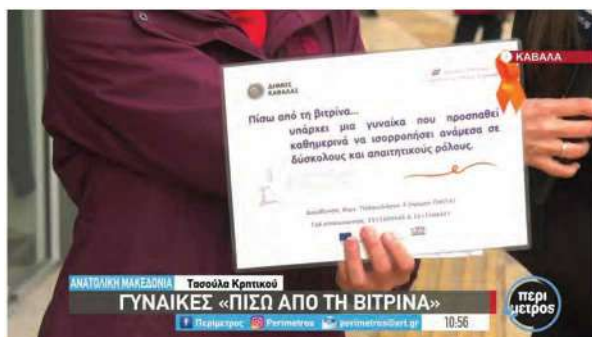 ΚΑΒΑΛΑ
ΔΗΜΟΣ
ΚΑΒΑΛΑΣ
Πίσω από τη βιτρίνα...
υπάρχει μια γυναίκα που προσπαθεί
καθημερινά να ισορροπήσει ανάμεσα σε
δύσκολους και απαιτητικούς ρόλους.
ΑΝΑΤΟΛΙΚΗ ΜΑΚΕΔΟΝΙΑ
Τασούλα Κρητικού
ΓΥΝΑΙΚΕΣ «ΠΙΣΩ ΑΠΟ ΤΗ ΒΙΤΡΙΝΑ»
περί
μετρος
Περίμετρος Perimetros perimetros@ert.gr 10:56